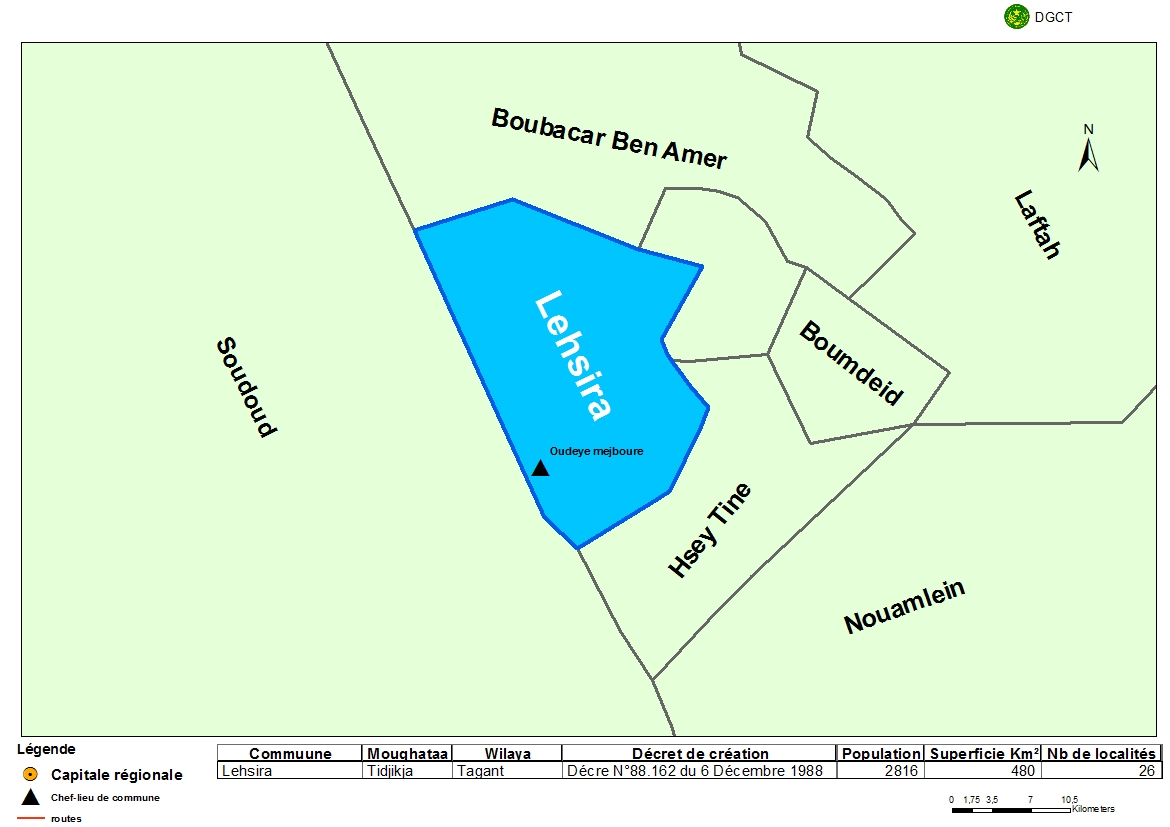 DGCT
Boubacar Ben Amer
N
Laftah
Lehsira
Soudoud
Boumdeid
Oudeye mejboure
Hsey Tine
Nouamlein
Légende
Capitale régionale
Chef-lieu de commune
routes
Commuune Moughataa Wilaya Décret de création Population Superficie Km² Nb de localités
Lehsira Tidjikja Tagant Décre N°88.162 du 6 Décembre 1988 2816 480 26
0 1,75 3,5 7 10,5
Kilometers